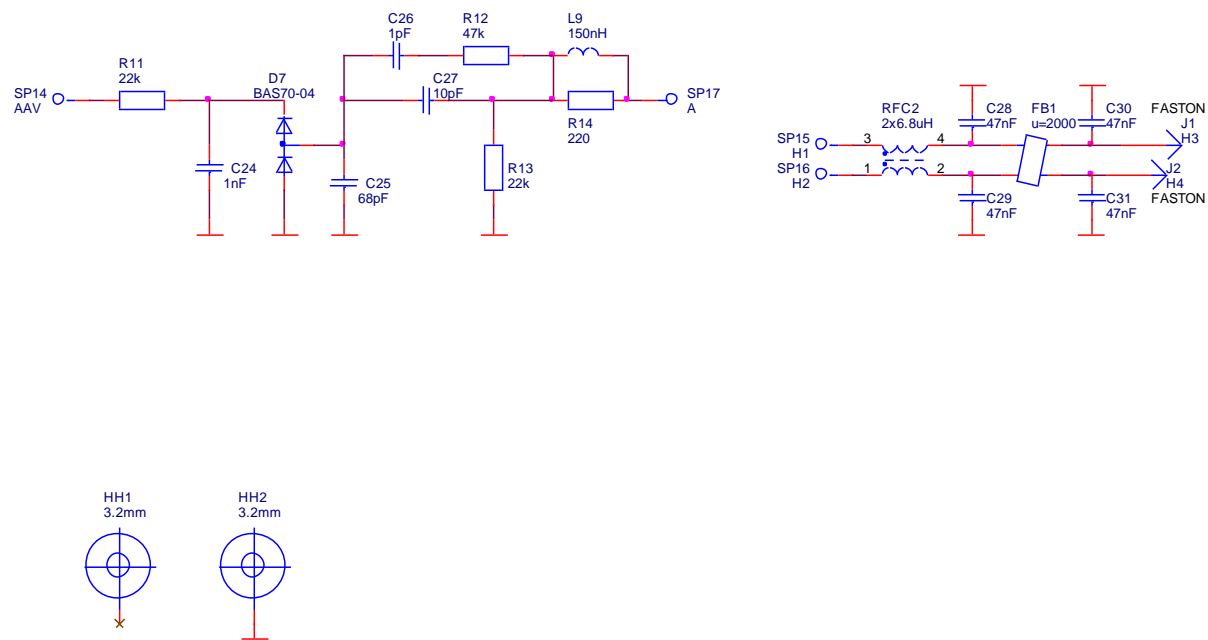 C26
1pF
R12
47k
L9
150nH
R11
22k
D7
BAS70-04
C27
10pF
SP14
AAV
SP17
A
R14
220
C24
1nF
C25
68pF
R13
22k
RFC2
2x6.8uH
C28
47nF
FB1
u=2000
C30
47nF
FASTON
J1
H3
SP15
H1
3
4
SP16
H2
1
2
J2
H4
FASTON
C29
47nF
C31
47nF
HH1
3.2mm
HH2
3.2mm